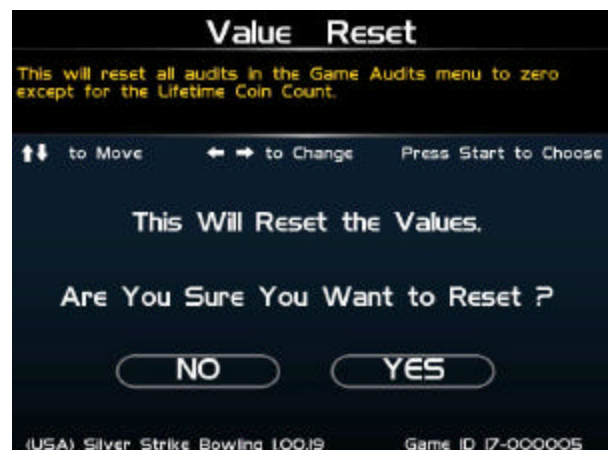 Value Reset
This will reset all audits in the Game Audits menu to zero
except for the Lifetime Coin Count.
to Move to Change Press Start to Choose
This Will Reset the Values.
Are You Sure You Want to Reset ?
NO YES
(USA) Silver Strike Bowling 1.00.19 Game ID 17-000005